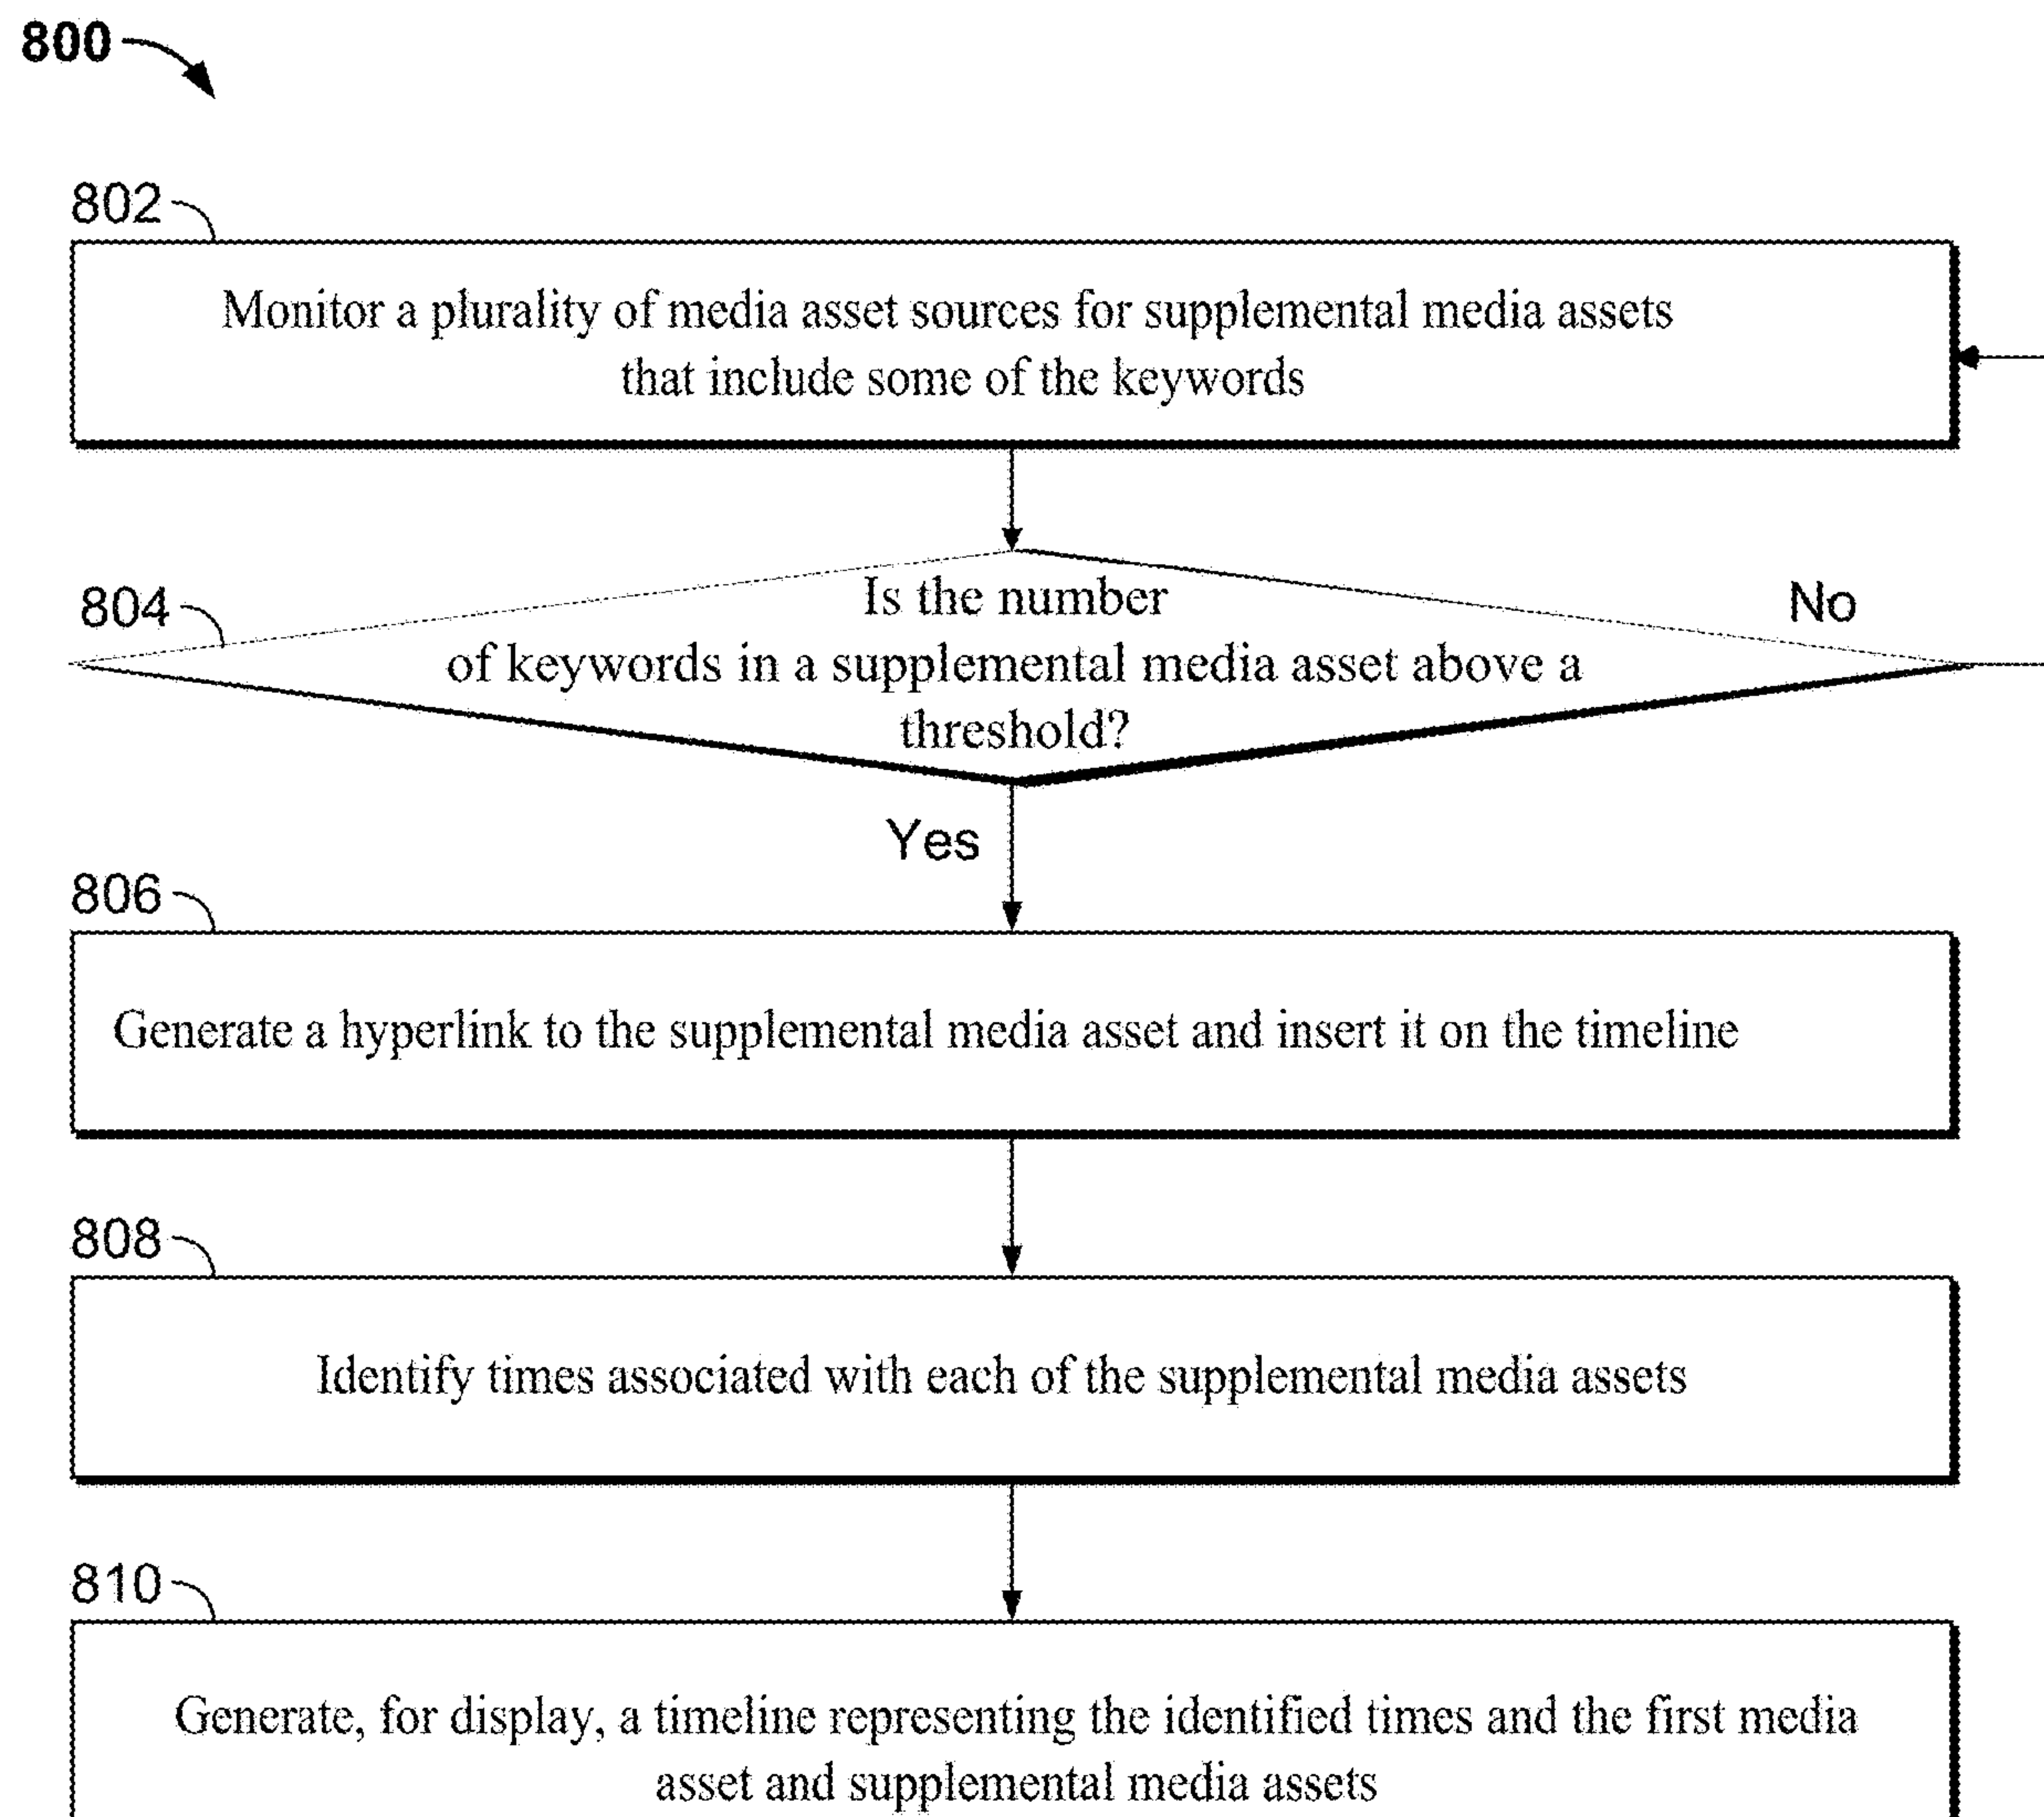 800
802
Monitor a plurality of media asset sources for supplemental media assets
that include some of the keywords
804
Is the number
of keywords in a supplemental media asset above a
threshold?
No
Yes
806
Generate a hyperlink to the supplemental media asset and insert it on the timeline
808
Identify times associated with each of the supplemental media assets
810
Generate, for display, a timeline representing the identified times and the first media
asset and supplemental media assets